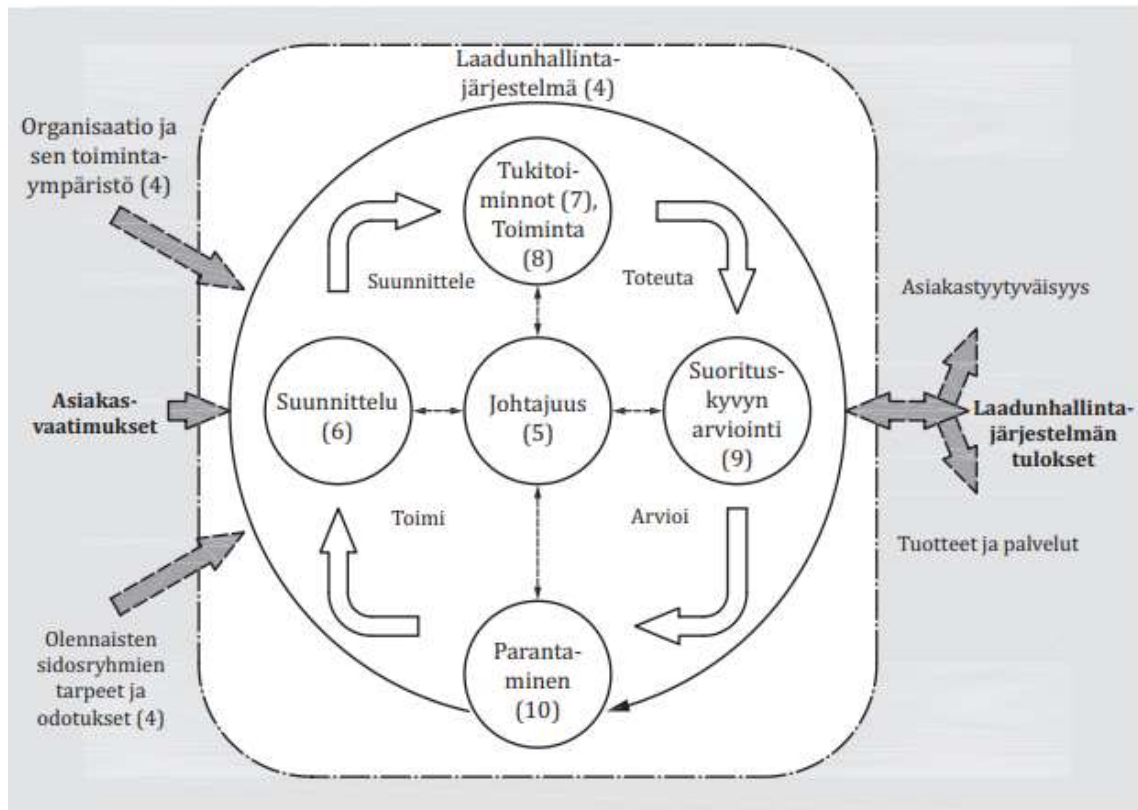 Laadunhallinta-
järjestelmä (4)
Organisaatio ja
sen toiminta-
ympäristö (4)
Tukitoi-
minnot (7),
Toiminta
(8)
Suunnittele
Toteuta
Asiakastyytyväisyys
Asiakas-
vaatimukset
Suunnittelu
(6)
Johtajuus
(5)
Suoritus-
kyvyn
arviointi
(9)
Laadunhallinta-
järjestelmän
tulokset
Toimi
Arvioi
Tuotteet ja palvelut
Olennaisten
sidosryhmien
tarpeet ja
odotukset (4)
Paranta-
minen
(10)